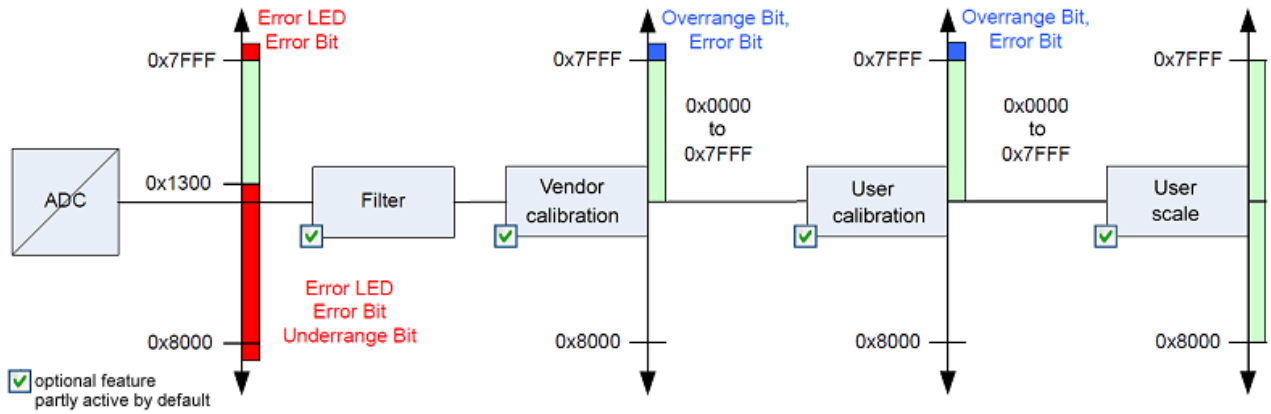 Error LED
Error Bit
0x7FFF
0x1300
0x8000
ADC
Error LED
Error Bit
Underrange Bit
Filter
Vendor
calibration
Overrange Bit,
Error Bit
0x7FFF
0x0000
to
0x7FFF
0x8000
User
calibration
Overrange Bit,
Error Bit
0x7FFF
0x0000
to
0x7FFF
0x8000
User
scale
0x7FFF
0x8000
optional feature
partly active by default